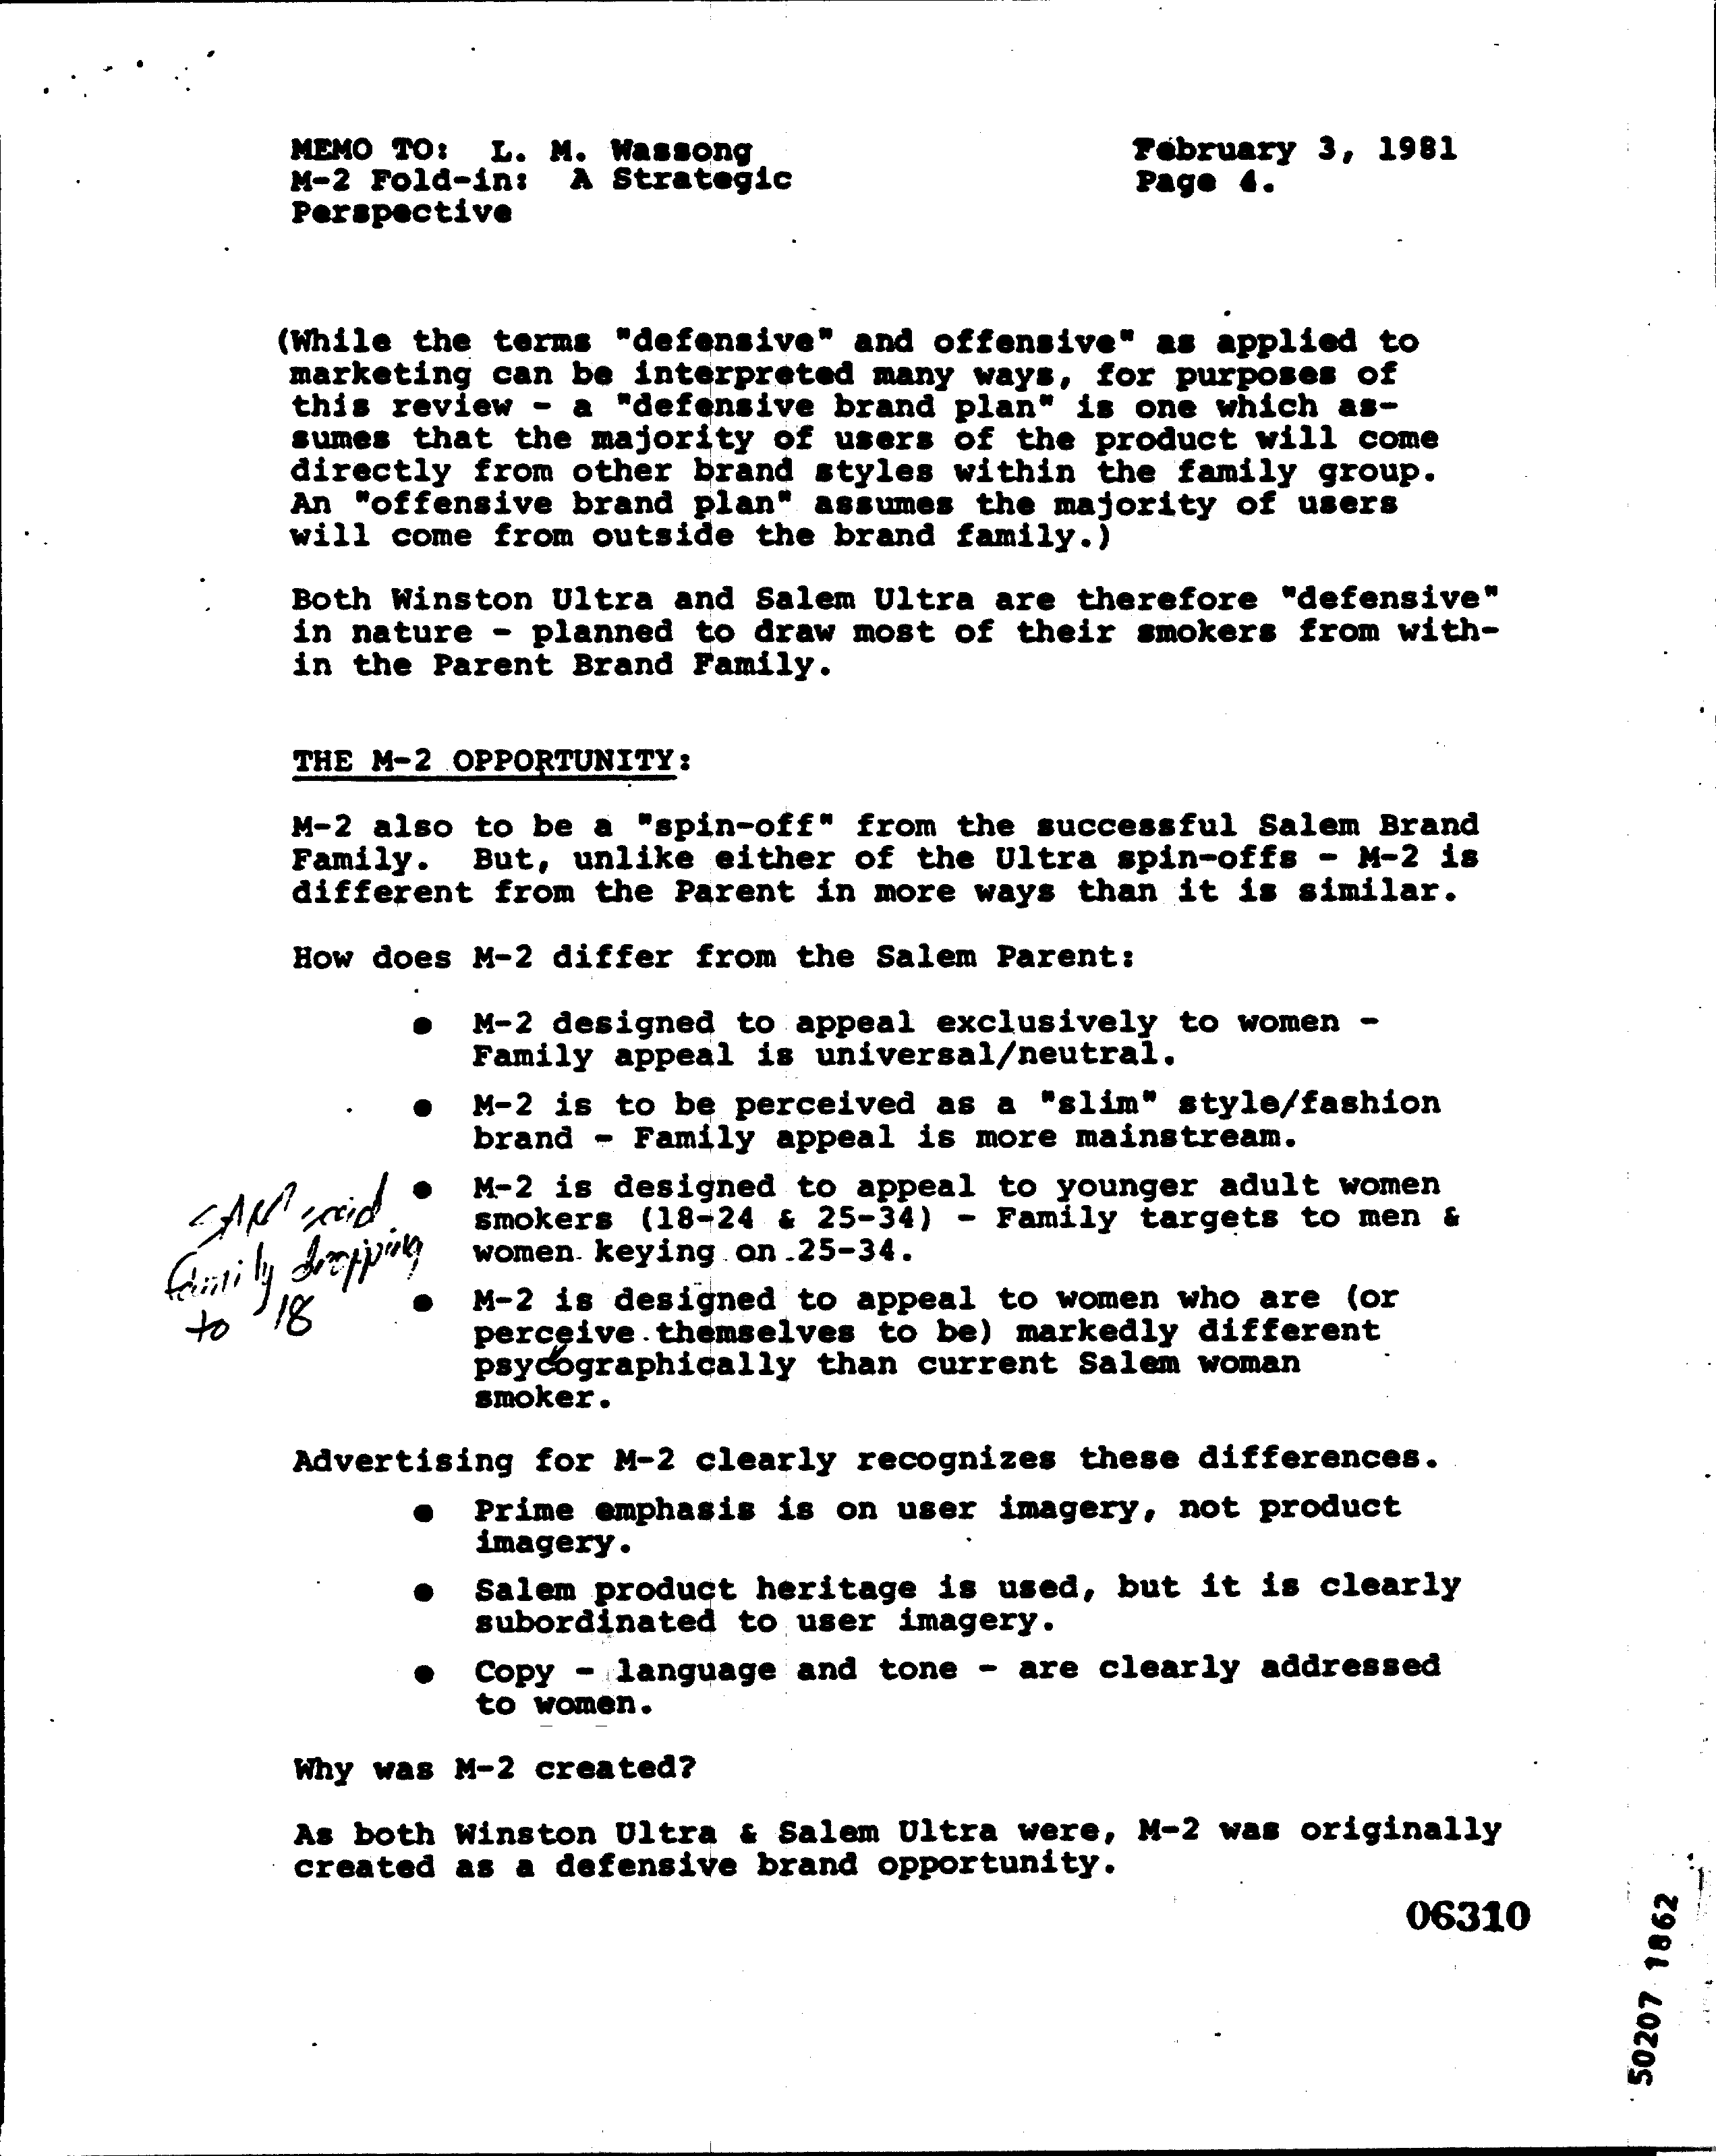 MEMO TO: L. M. Wassong
M-2 Fold-in: A Strategic
Perspective
February 3, 1981
Page 4.
(While the terms "defensive" and offensive" as applied to
marketing can be interpreted many ways, for purposes of
this review - a "defensive brand plan" is one which as-
sumes that the majority of users of the product will come
directly from other brand styles within the family group.
An "offensive brand plan" assumes the majority of users
will come from outside the brand family.)
Both Winston Ultra and Salem Ultra are therefore "defensive"
in nature - planned to draw most of their smokers from with-
in the Parent Brand Family.
THE M-2 OPPORTUNITY:
M-2 also to be a "spin-off" from the successful Salem Brand
Family. But, unlike either of the Ultra spin-offs - M-2 is
different from the Parent in more ways than it is similar.
How does M-2 differ from the Salem Parent:
● M-2 designed to appeal exclusively to women -
Family appeal is universal/neutral.
● M-2 is to be perceived as a "slim" style/fashion
brand - Family appeal is more mainstream.
● M-2 is designed to appeal to younger adult women
smokers (18-24 & 25-34) - Family targets to men &
women keying on 25-34.
said
family dropping
to 18
● M-2 is designed to appeal to women who are (or
perceive themselves to be) markedly different
psycographically than current Salem woman
smoker.
Advertising for M-2 clearly recognizes these differences.
● Prime emphasis is on user imagery, not product
imagery.
● Salem product heritage is used, but it is clearly
subordinated to user imagery.
● Copy - language and tone - are clearly addressed
to women.
Why was M-2 created?
As both Winston Ultra & Salem Ultra were, M-2 was originally
created as a defensive brand opportunity.
06310
50207 1862